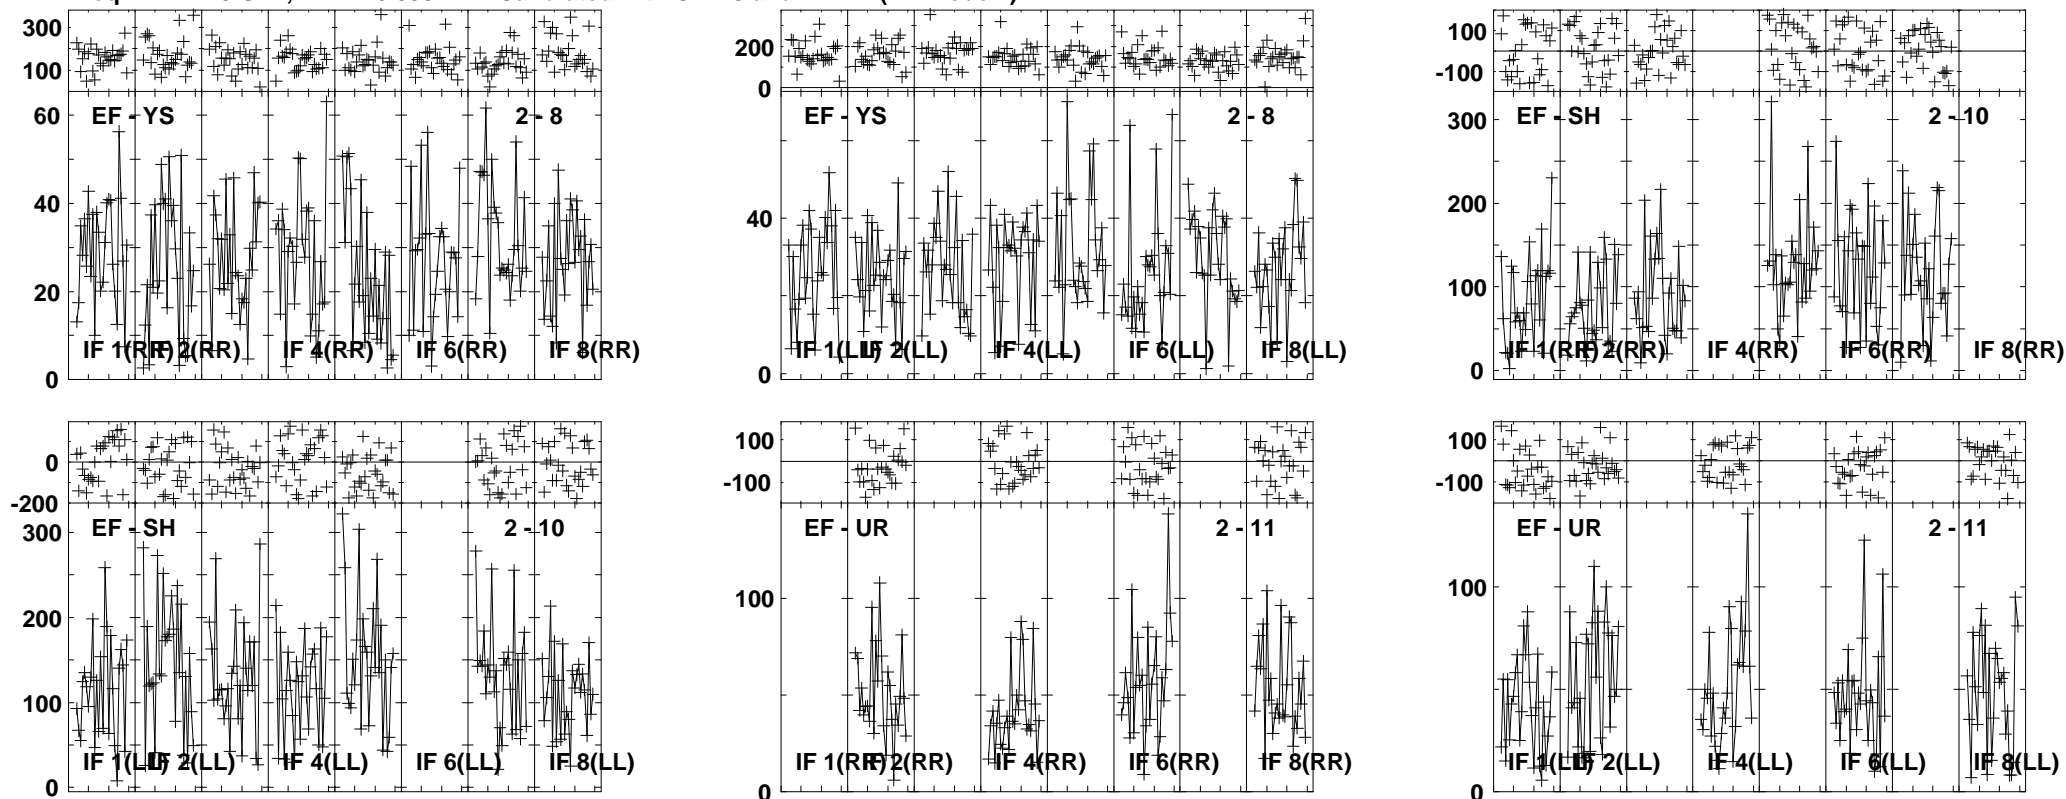 300
100
60
40
20
0
EF - YS
2 - 8
IF 1(RR)
IF 2(RR)
IF 4(RR)
IF 6(RR)
IF 8(RR)
200
0
40
0
EF - YS
2 - 8
IF 1(LL)
IF 2(LL)
IF 4(LL)
IF 6(LL)
IF 8(LL)
100
-100
300
200
100
0
EF - SH
2 - 10
IF 1(RR)
IF 2(RR)
IF 4(RR)
IF 6(RR)
IF 8(RR)
0
-200
300
200
100
0
EF - SH
2 - 10
IF 1(LL)
IF 2(LL)
IF 4(LL)
IF 6(LL)
IF 8(LL)
100
-100
100
0
EF - UR
2 - 11
IF 1(RR)
IF 2(RR)
IF 4(RR)
IF 6(RR)
IF 8(RR)
100
-100
100
0
EF - UR
2 - 11
IF 1(LL)
IF 2(LL)
IF 4(LL)
IF 6(LL)
IF 8(LL)